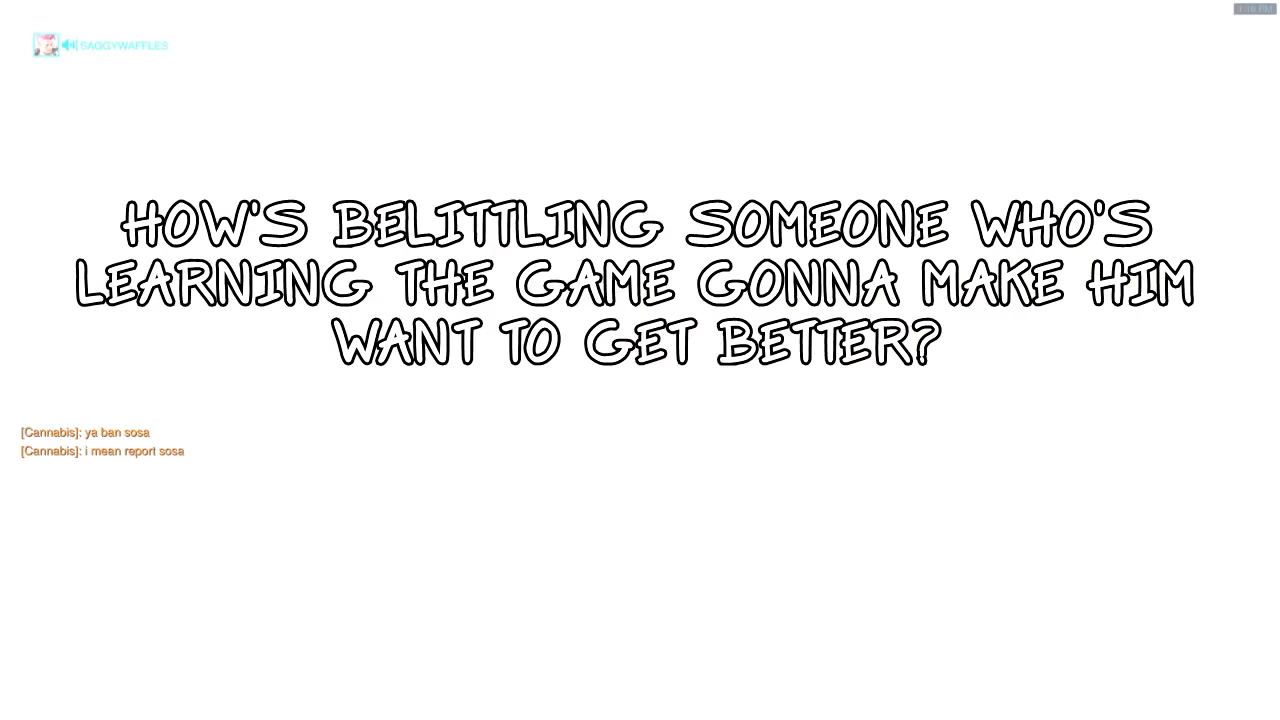 SAGGYWAFFLES
HOW'S BELITTLING SOMEONE WHO'S
LEARNING THE GAME GONNA MAKE HIM
WANT TO GET BETTER?
[Cannabis]: ya ban sosa
[Cannabis]: i mean report sosa